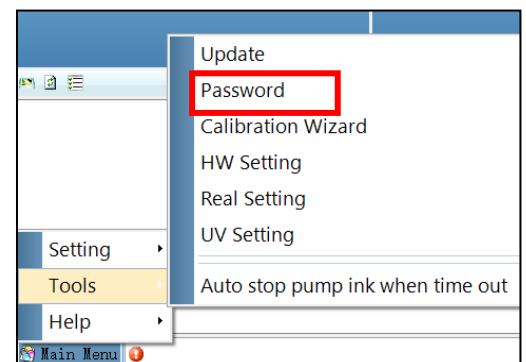 Update
Password
Calibration Wizard
HW Setting
Real Setting
UV Setting
Auto stop pump ink when time out
Setting
Tools
Help
Main Menu